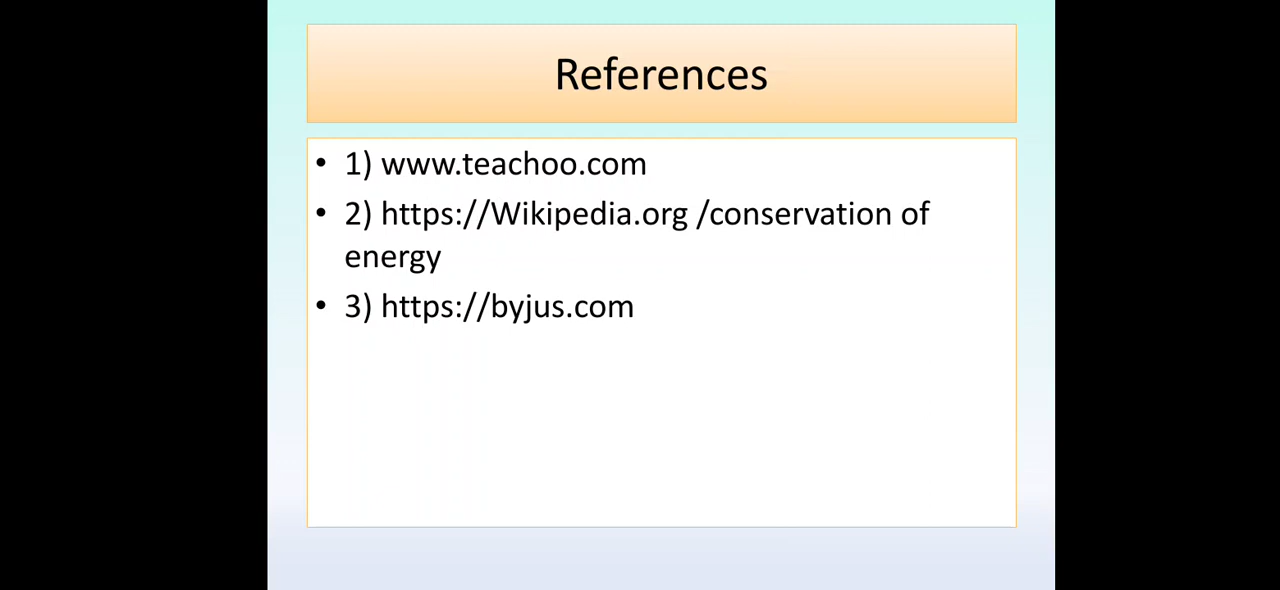 References
• 1) www.teachoo.com
• 2) https://Wikipedia.org /conservation of
energy
• 3) https://byjus.com